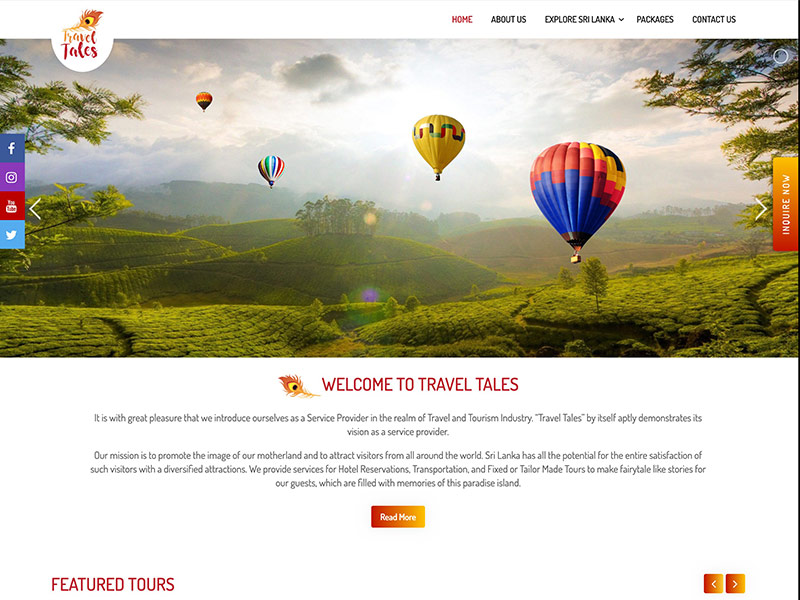 Travel
Tales
HOME
ABOUT US
EXPLORE SRI LANKA
PACKAGES
CONTACT US
You
Tube
INQUIRE NOW
WELCOME TO TRAVEL TALES
It is with great pleasure that we introduce ourselves as a Service Provider in the realm of Travel and Tourism Industry. “Travel Tales” by itself aptly demonstrates its
vision as a service provider.
Our mission is to promote the image of our motherland and to attract visitors from all around the world. Sri Lanka has all the potential for the entire satisfaction of
such visitors with a diversified attractions. We provide services for Hotel Reservations, Transportation, and Fixed or Tailor Made Tours to make fairytale like stories for
our guests, which are filled with memories of this paradise island.
Read More
FEATURED TOURS